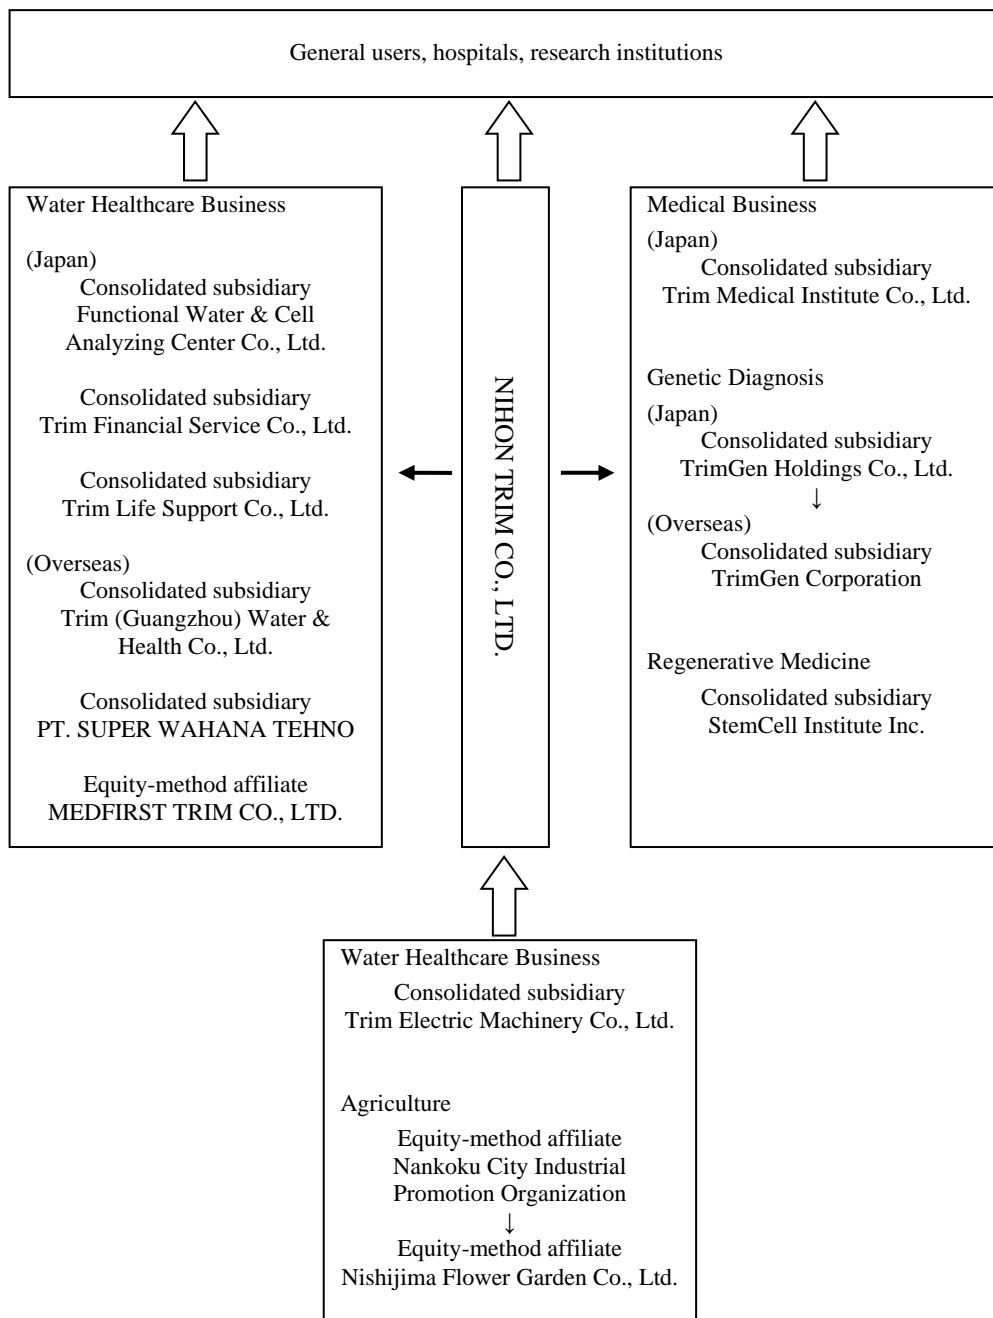 General users, hospitals, research institutions
Water Healthcare Business
(Japan)
Consolidated subsidiary
Functional Water & Cell
Analyzing Center Co., Ltd.
Consolidated subsidiary
Trim Financial Service Co., Ltd.
Consolidated subsidiary
Trim Life Support Co., Ltd.
(Overseas)
Consolidated subsidiary
Trim (Guangzhou) Water &
Health Co., Ltd.
Consolidated subsidiary
PT. SUPER WAHANA TEHNO
Equity-method affiliate
MEDFIRST TRIM CO., LTD.
NIHON TRIM CO., LTD.
Medical Business
(Japan)
Consolidated subsidiary
Trim Medical Institute Co., Ltd.
Genetic Diagnosis
(Japan)
Consolidated subsidiary
TrimGen Holdings Co., Ltd.
↓
(Overseas)
Consolidated subsidiary
TrimGen Corporation
Regenerative Medicine
Consolidated subsidiary
StemCell Institute Inc.
Water Healthcare Business
Consolidated subsidiary
Trim Electric Machinery Co., Ltd.
Agriculture
Equity-method affiliate
Nankoku City Industrial
Promotion Organization
↓
Equity-method affiliate
Nishijima Flower Garden Co., Ltd.